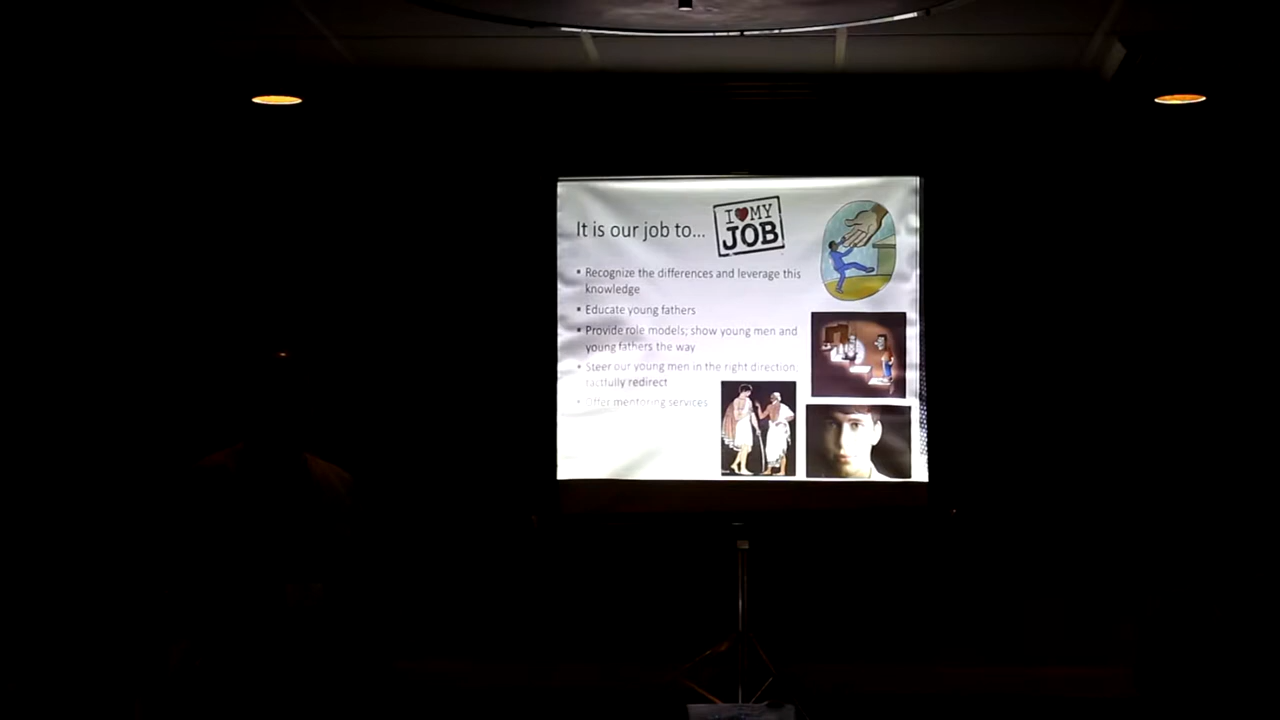 I ♥ MY
JOB
It is our job to...
▪ Recognize the differences and leverage this
knowledge
▪ Educate young fathers
▪ Provide role models; show young men and
young fathers the way
▪ Steer our young men in the right direction,
tactfully redirect
▪ Offer mentoring services